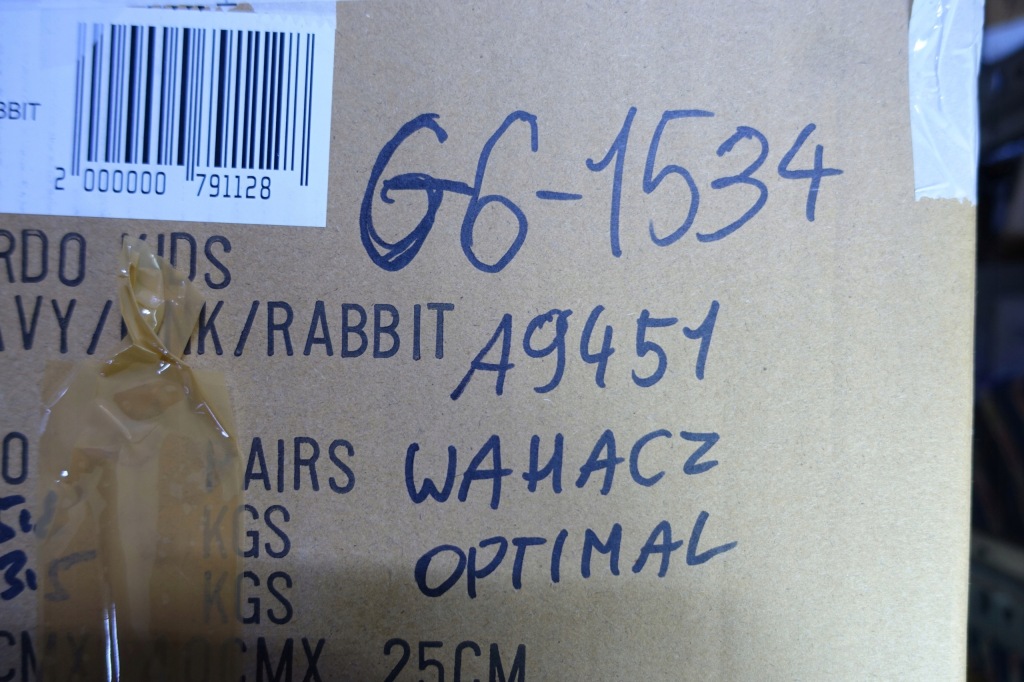 BBIT
2 000000 791128
G6-1534
RDO KIDS
AVY/ K/RABBIT
A9451
AIRS
WAHACZ
KGS
OPTIMAL
KGS
CMX 25CM